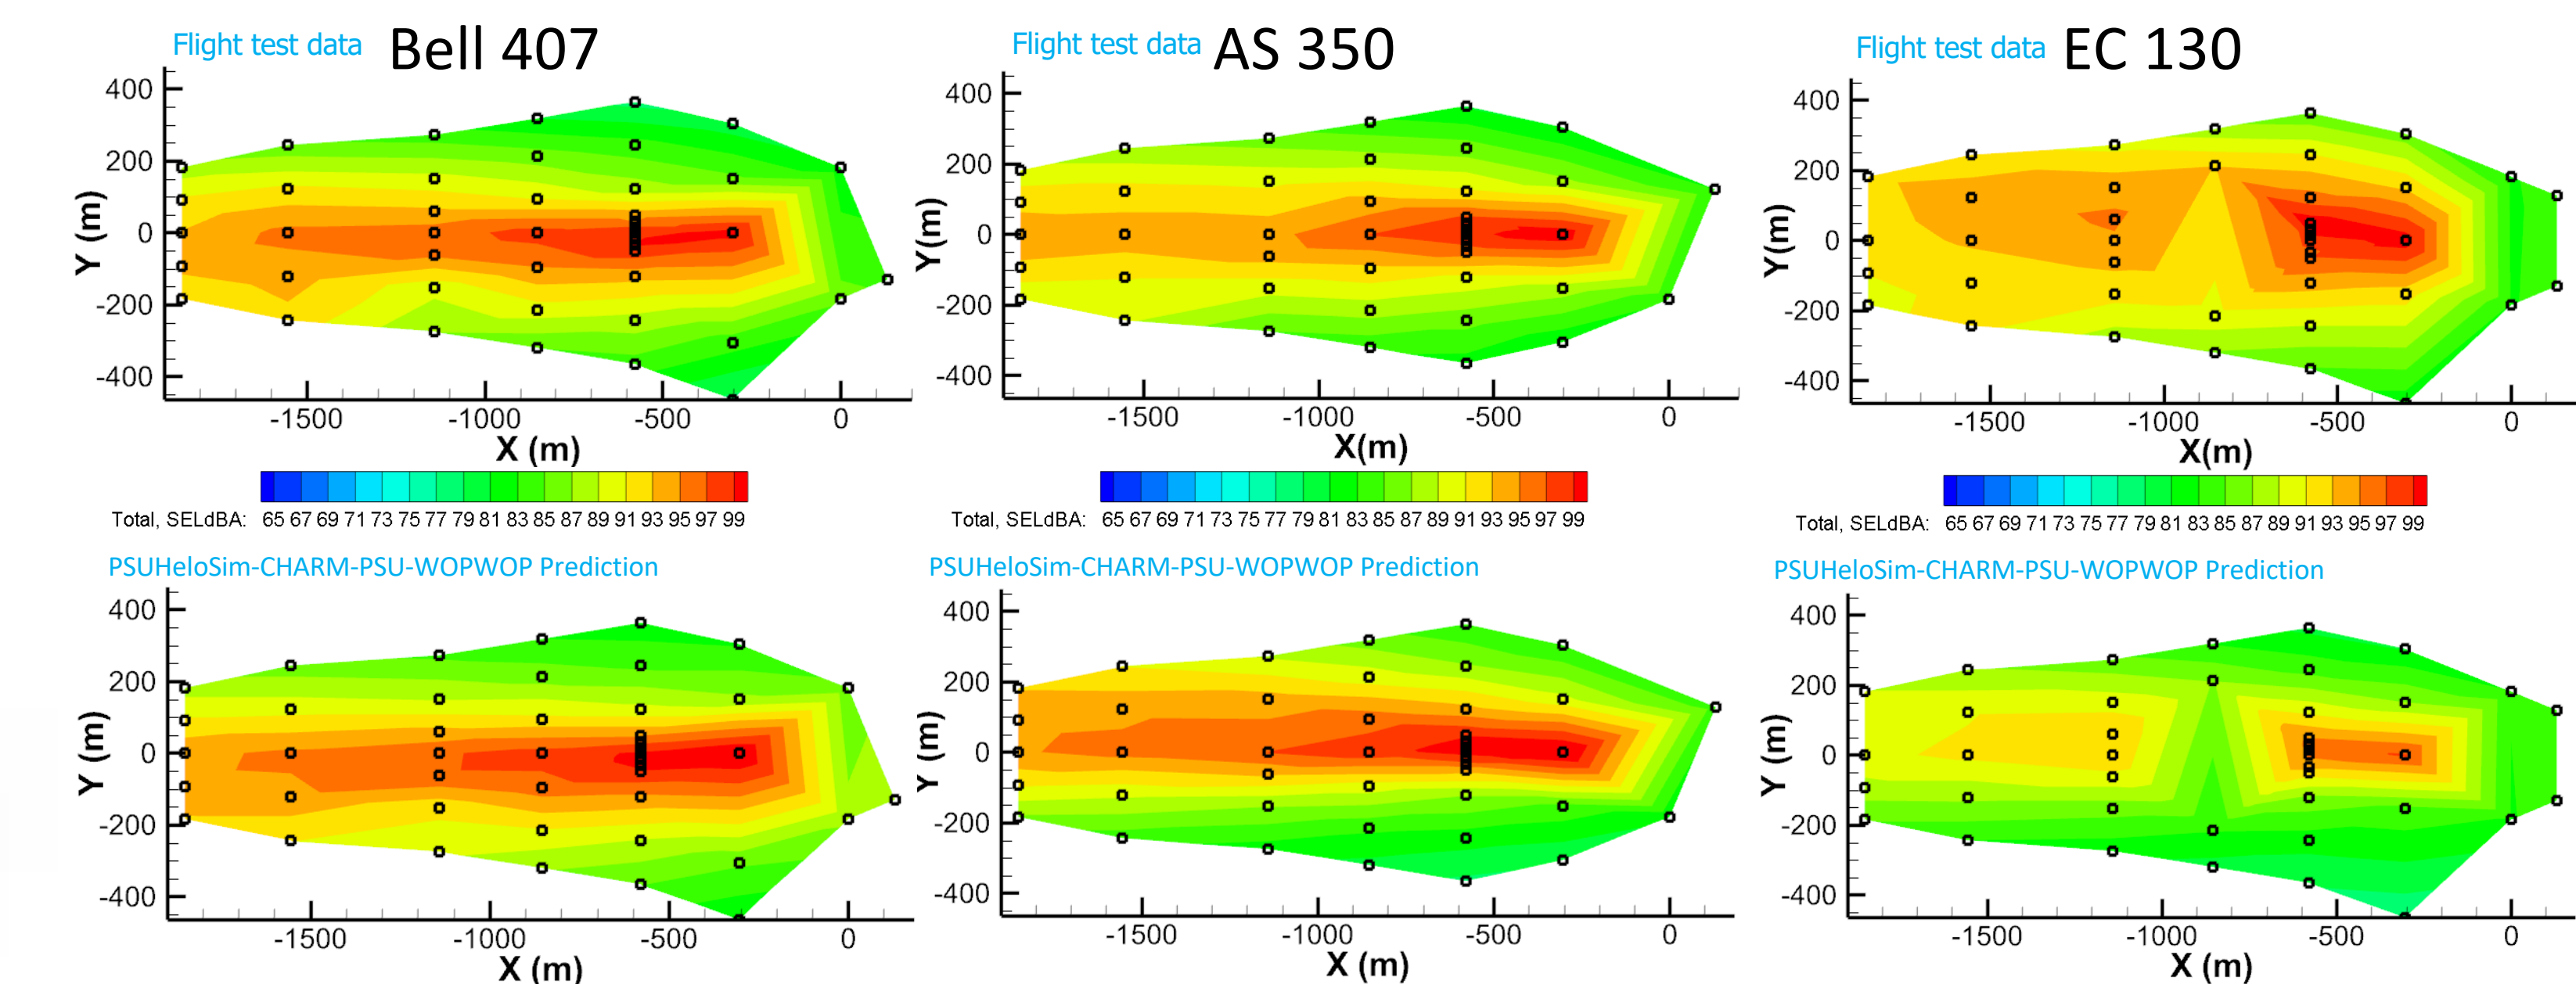 Flight test data Bell 407
400
200
0
-200
-400
Y (m)
-1500 -1000 -500 0
X (m)
Total, SELdBA: 65 67 69 71 73 75 77 79 81 83 85 87 89 91 93 95 97 99
PSUHeloSim-CHARM-PSU-WOPWOP Prediction
400
200
0
-200
-400
Y (m)
-1500 -1000 -500 0
X (m)
Flight test data AS 350
400
200
0
-200
-400
Y(m)
-1500 -1000 -500 0
X(m)
Total, SELdBA: 65 67 69 71 73 75 77 79 81 83 85 87 89 91 93 95 97 99
PSUHeloSim-CHARM-PSU-WOPWOP Prediction
400
200
0
-200
-400
Y (m)
-1500 -1000 -500 0
X (m)
Flight test data EC 130
400
200
0
-200
-400
Y(m)
-1500 -1000 -500 0
X(m)
Total, SELdBA: 65 67 69 71 73 75 77 79 81 83 85 87 89 91 93 95 97 99
PSUHeloSim-CHARM-PSU-WOPWOP Prediction
400
200
0
-200
-400
Y (m)
-1500 -1000 -500 0
X (m)